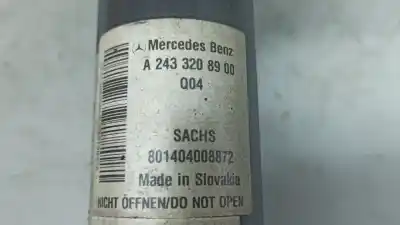 Mercedes Benz
A 243 320 89 00
Q04
SACHS
801404008872
Made in Slovakia
NICHT ÖFFNEN/DO NOT OPEN